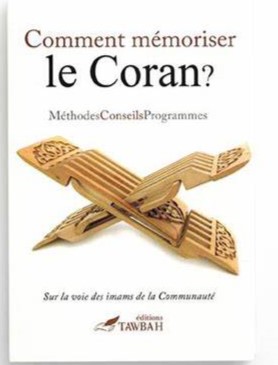 Comment mémoriser
le Coran?
MéthodesConseilsProgrammes
Sur la voie des imams de la Communauté
éditions
TAWBAH